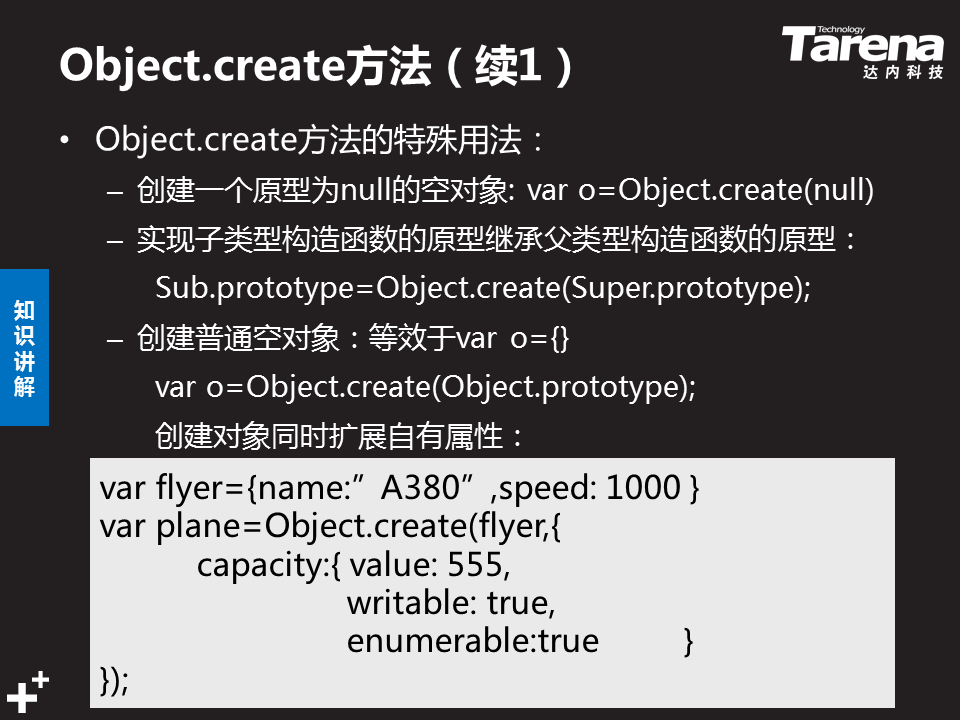 Object.create方法（续1）
Technology
Tarena
达内科技
• Object.create方法的特殊用法：
– 创建一个原型为null的空对象: var o=Object.create(null)
– 实现子类型构造函数的原型继承父类型构造函数的原型：
Sub.prototype=Object.create(Super.prototype);
– 创建普通空对象：等效于var o={}
var o=Object.create(Object.prototype);
创建对象同时扩展自有属性：
知识讲解
var flyer={name:”A380”,speed: 1000 }
var plane=Object.create(flyer,{
capacity:{ value: 555,
writable: true,
enumerable:true }
});